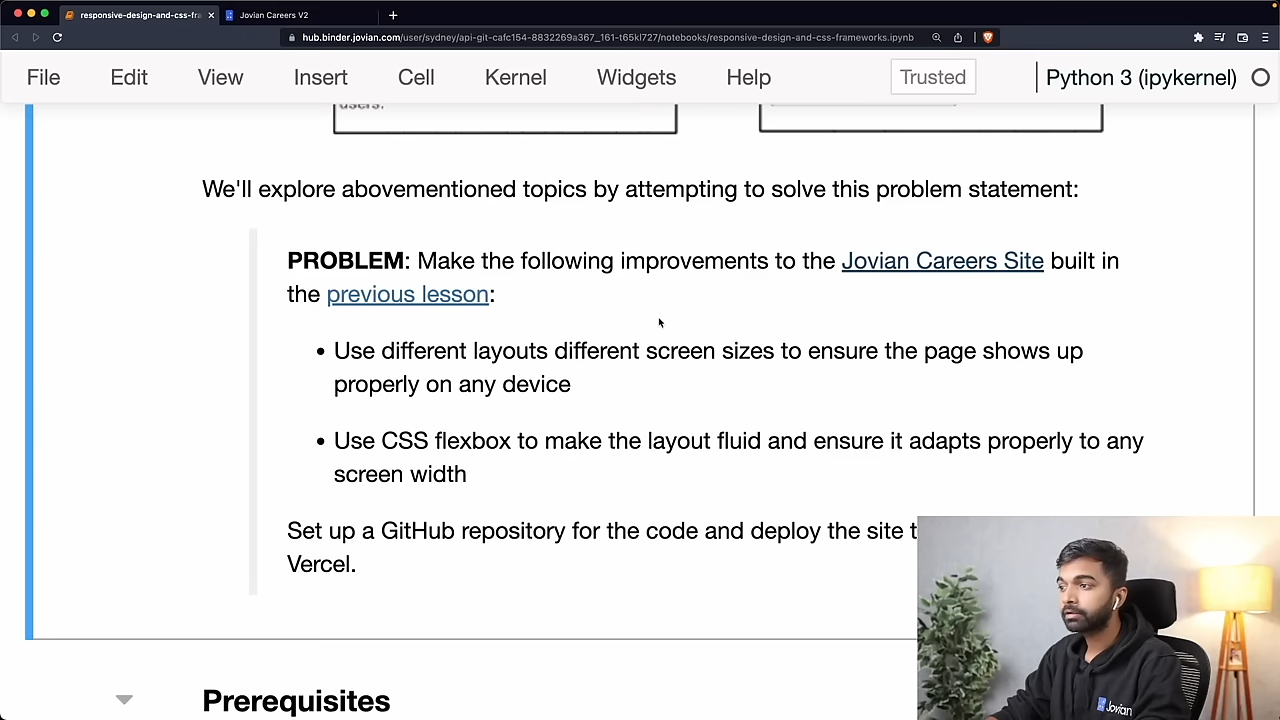 responsive-design-and-css-fra
Jovian Careers V2
hub.binder.jovian.com/user/sydney/api-git-cafc154-8832269a367_161-t65kl727/notebooks/responsive-design-and-css-frameworks.ipynb
File Edit View Insert Cell Kernel Widgets Help Trusted Python 3 (ipykernel)
users.
We'll explore abovementioned topics by attempting to solve this problem statement:
PROBLEM: Make the following improvements to the Jovian Careers Site built in
the previous lesson:
• Use different layouts different screen sizes to ensure the page shows up
properly on any device
• Use CSS flexbox to make the layout fluid and ensure it adapts properly to any
screen width
Set up a GitHub repository for the code and deploy the site t
Vercel.
Prerequisites
Jovian